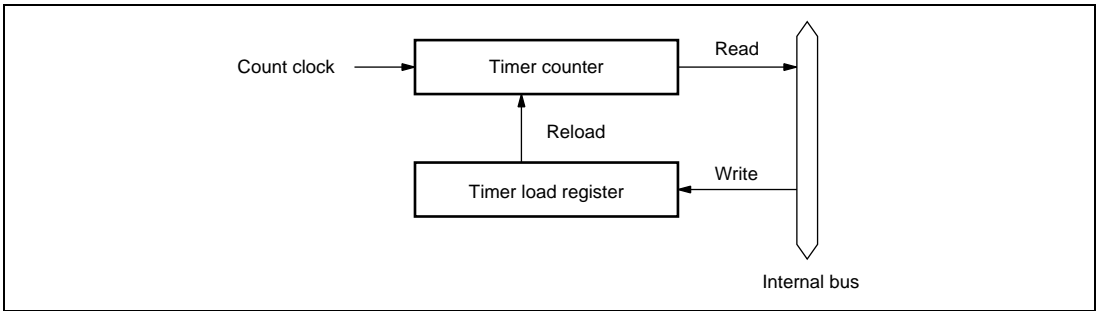 Read
Count clock
Timer counter
Reload
Write
Timer load register
Internal bus